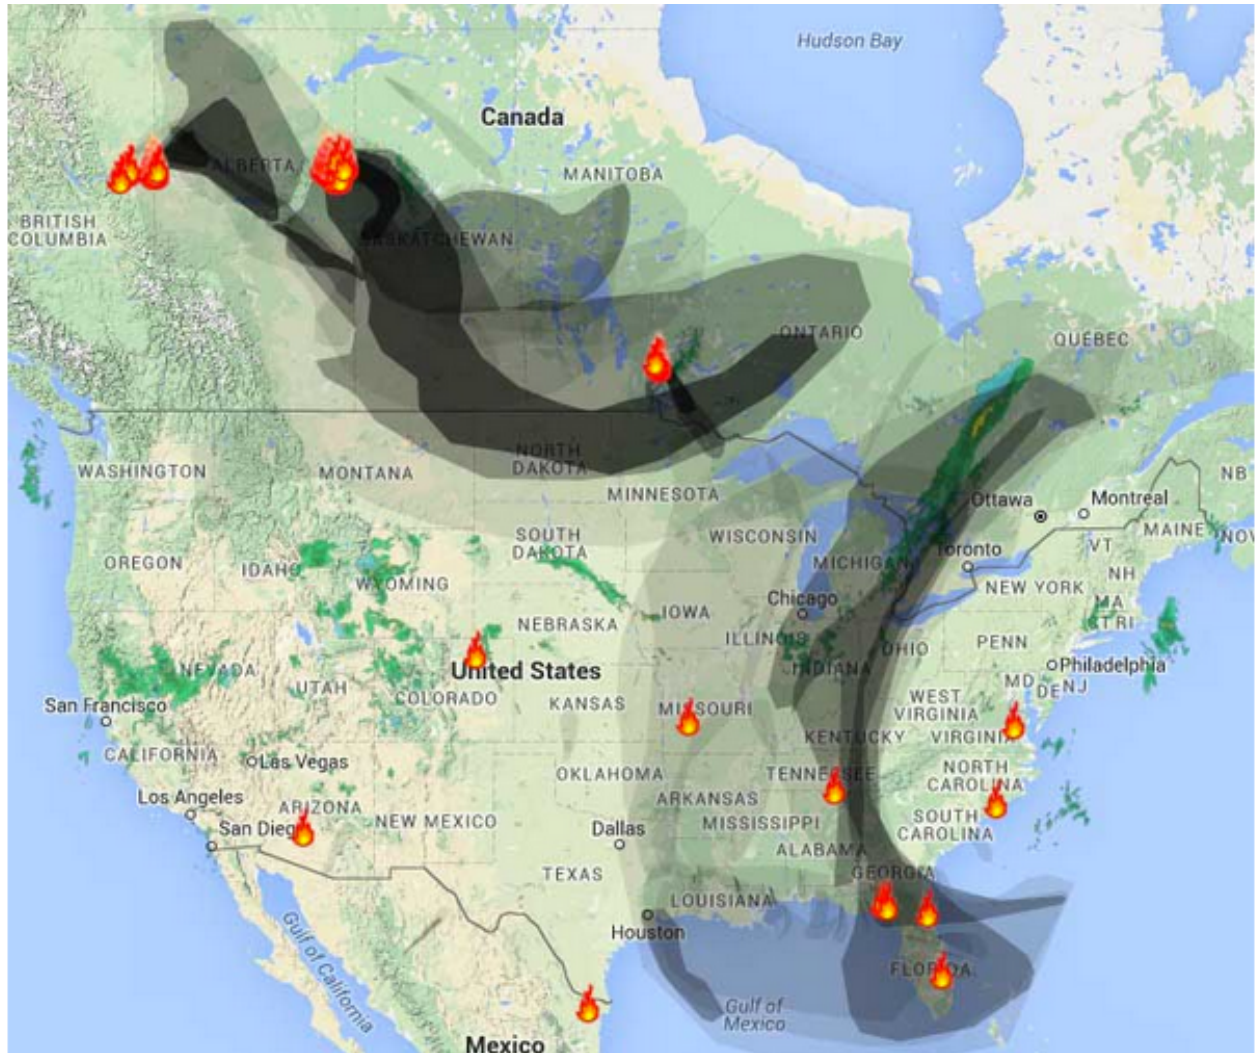 Hudson Bay
Canada
ALBERTA
MANITOBA
BRITISH
COLUMBIA
SASKATCHEWAN
ONTARIO
QUÉBEC
NORTH
DAKOTA
WASHINGTON
MONTANA
MINNESOTA
NB
Ottawa
Montreal
MAINE
NOV
SOUTH
DAKOTA
WISCONSIN
VT
OREGON
IDAHO
WYOMING
MICHIGAN
Toronto
NEW YORK
NH
Chicago
MA
CT RI
NEBRASKA
IOWA
ILLINOIS
INDIANA
OHIO
PENN
Philadelphia
NEVADA
United States
UTAH
COLORADO
MD
DE
NJ
San Francisco
KANSAS
MISSOURI
WEST
VIRGINIA
VIRGINIA
KENTUCKY
CALIFORNIA
Las Vegas
OKLAHOMA
TENNESSEE
NORTH
CAROLINA
Los Angeles
ARIZONA
NEW MEXICO
ARKANSAS
MISSISSIPPI
SOUTH
CAROLINA
San Diego
Dallas
ALABAMA
TEXAS
GEORGIA
LOUISIANA
Houston
Gulf of California
FLORIDA
Gulf of
Mexico
Mexico